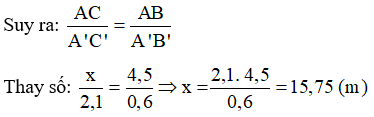 Suy ra: AC/A'C' = AB/A'B'
Thay số: x/2,1 = 4,5/0,6 ⇒ x = 2,1. 4,5/0,6 = 15,75 (m)